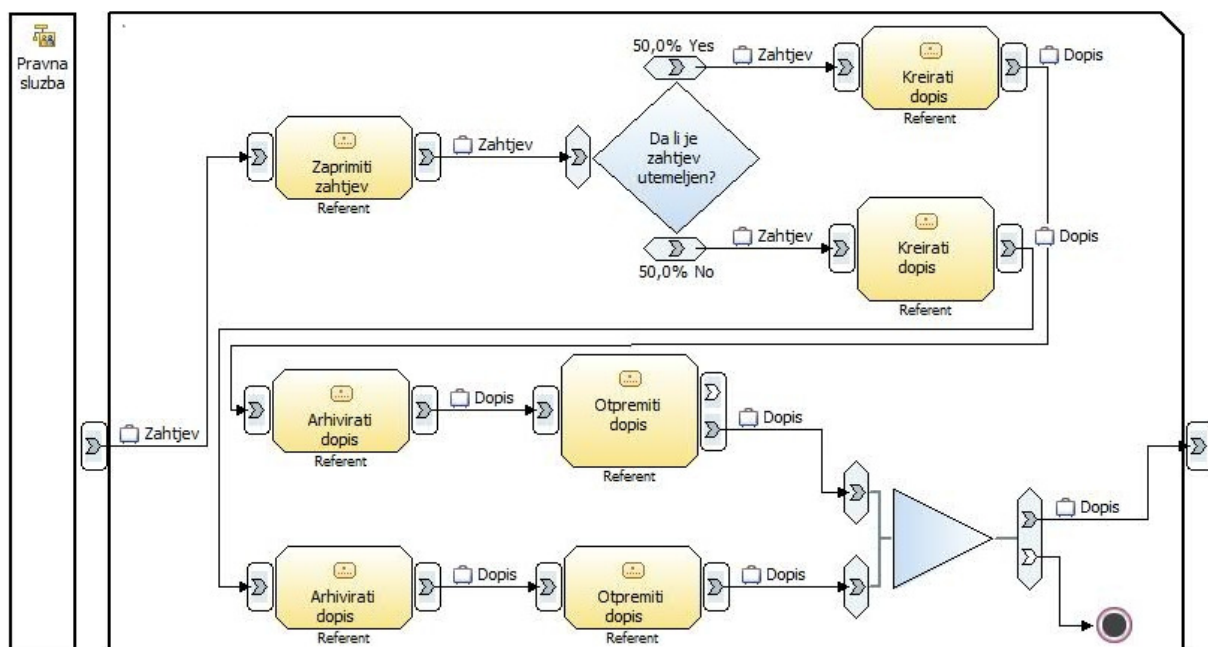 Pravna
sluzba
50,0% Yes
Zahtjev
Kreirati
dopis
Referent
Dopis
Zaprimiti
zahtjev
Referent
Zahtjev
Da li je
zahtjev
utemeljen?
50,0% No
Zahtjev
Kreirati
dopis
Referent
Dopis
Zahtjev
Arhivirati
dopis
Referent
Dopis
Otpremiti
dopis
Referent
Dopis
Dopis
Arhivirati
dopis
Referent
Dopis
Otpremiti
dopis
Referent
Dopis